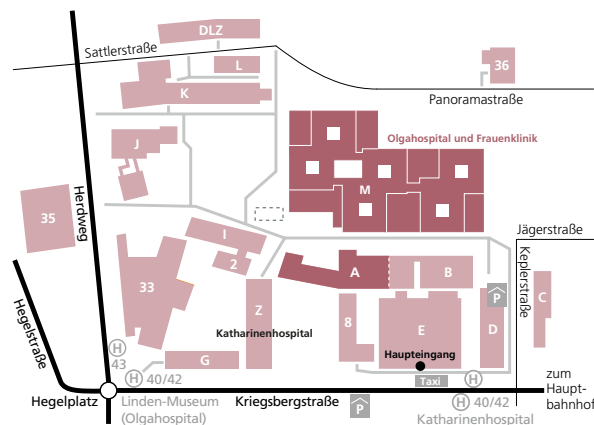 DLZ
Sattlerstraße
L
36
K
Panoramastraße
Olgahospital und Frauenklinik
J
M
35
Herdweg
I
Jägerstraße
2
A
B
Keplerstraße
C
33
Hegelstraße
Z
P
Katharinenhospital
8
E
D
H
43
G
Haupteingang
H 40/42
Taxi
H
zum
Haupt-
bahnhof
Hegelplatz
Linden-Museum
(Olgahospital)
Kriegsbergstraße
P
H 40/42
Katharinenhospital